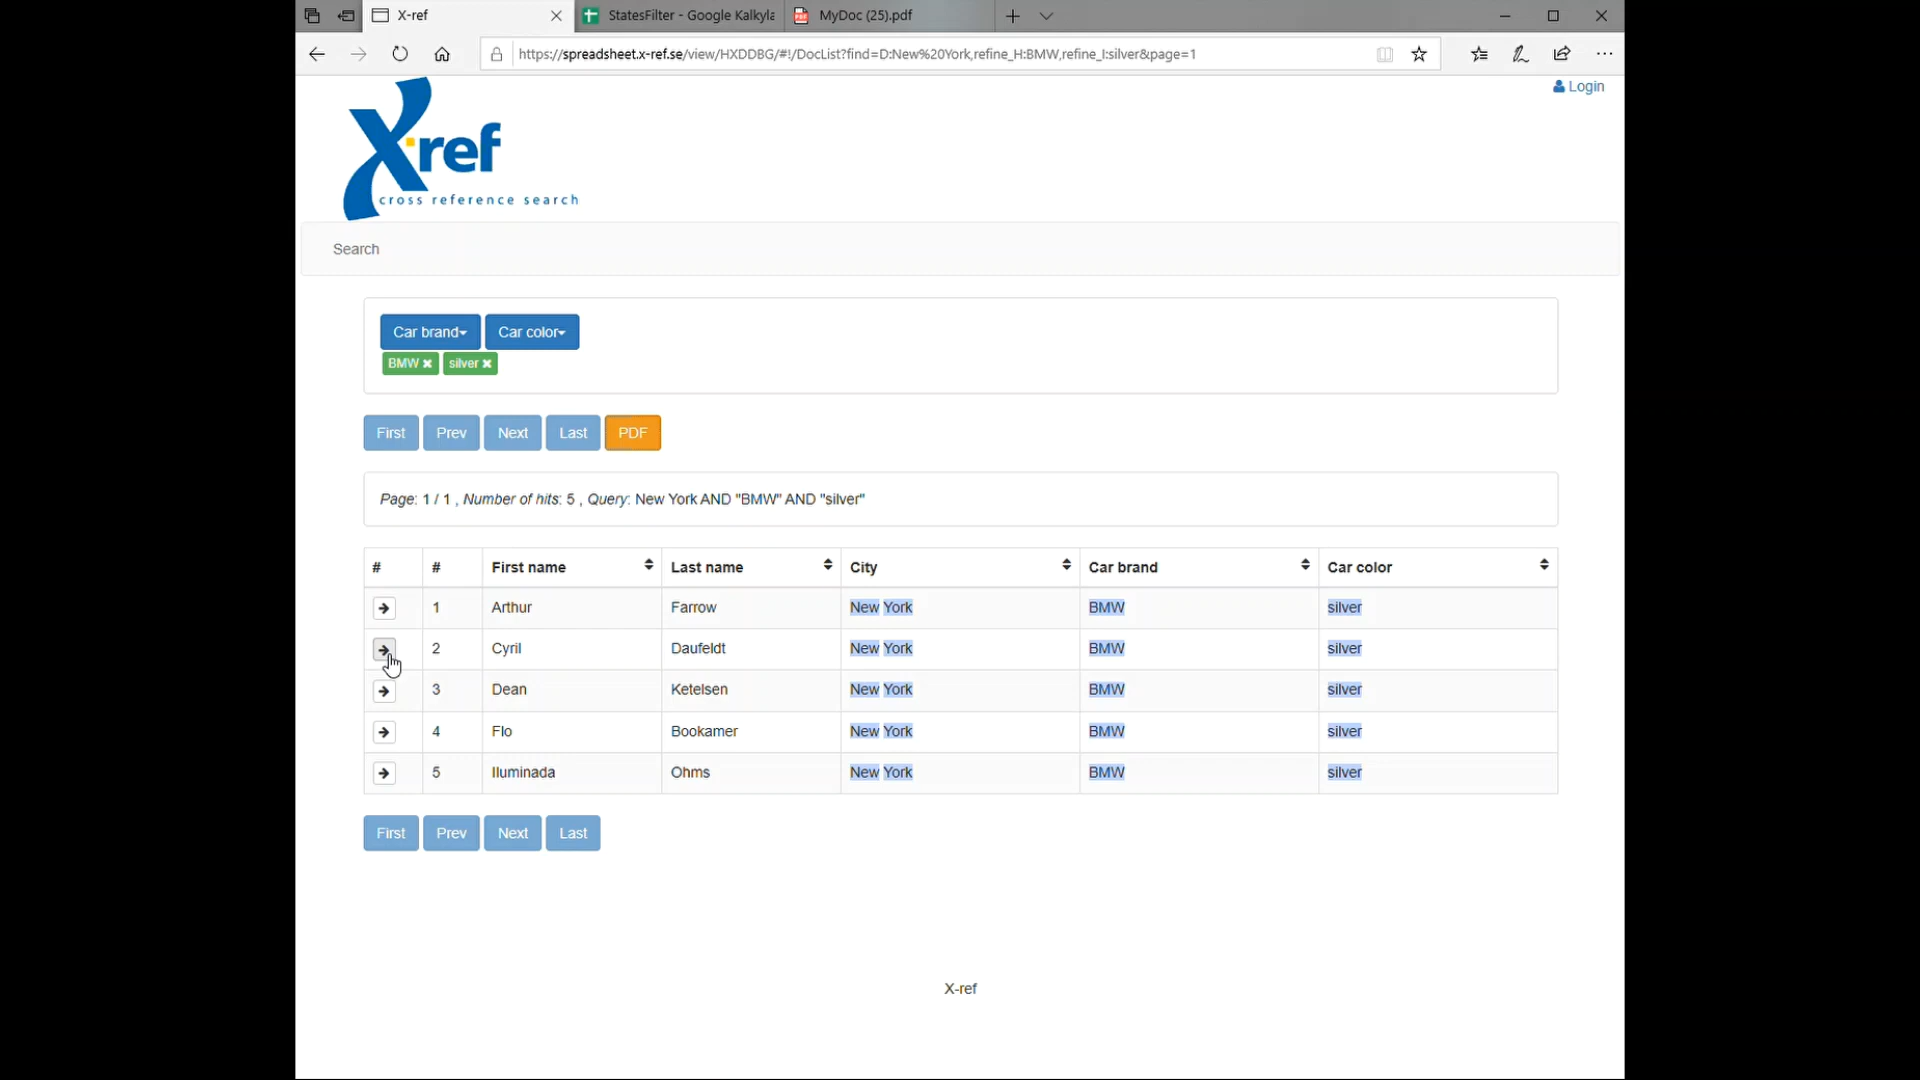 X-ref
StatesFilter - Google Kalkyla
MyDoc (25).pdf
https://spreadsheet.x-ref.se/view/HXDDBG/#!/DocList?find=D:New%20York,refine_H:BMW,refine_I:silver&page=1
Login
X-ref
cross reference search
Search
Car brand Car color
BMW silver
First Prev Next Last PDF
Page: 1 / 1 , Number of hits: 5 , Query: New York AND "BMW" AND "silver"
# # First name Last name City Car brand Car color
1 Arthur Farrow New York BMW silver
2 Cyril Daufeldt New York BMW silver
3 Dean Ketelsen New York BMW silver
4 Flo Bookamer New York BMW silver
5 Iluminada Ohms New York BMW silver
First Prev Next Last
X-ref